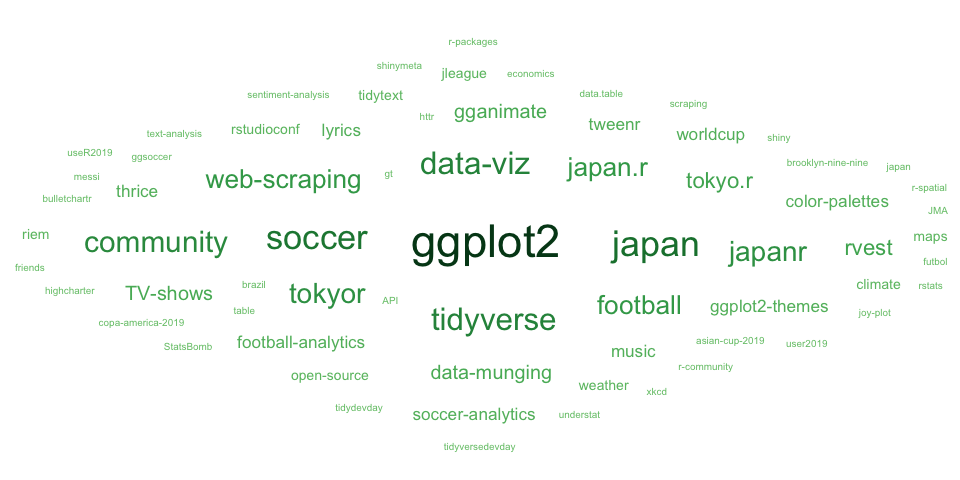 r-packages
shinymeta
jleague
economics
sentiment-analysis
tidytext
data.table
scraping
httr
gganimate
text-analysis
rstudioconf
lyrics
tweenr
worldcup
shiny
useR2019
ggsoccer
data-viz
japan.r
brooklyn-nine-nine
japan
messi
web-scraping
gt
tokyo.r
bulletchartr
thrice
color-palettes
r-spatial
JMA
riem
community
soccer
ggplot2
japan
japanr
rvest
maps
friends
futbol
highcharter
TV-shows
brazil
tokyor
API
football
ggplot2-themes
climate
rstats
table
joy-plot
copa-america-2019
tidyverse
StatsBomb
football-analytics
music
asian-cup-2019
user2019
open-source
data-munging
weather
r-community
xkcd
tidydevday
soccer-analytics
understat
tidyversedevday